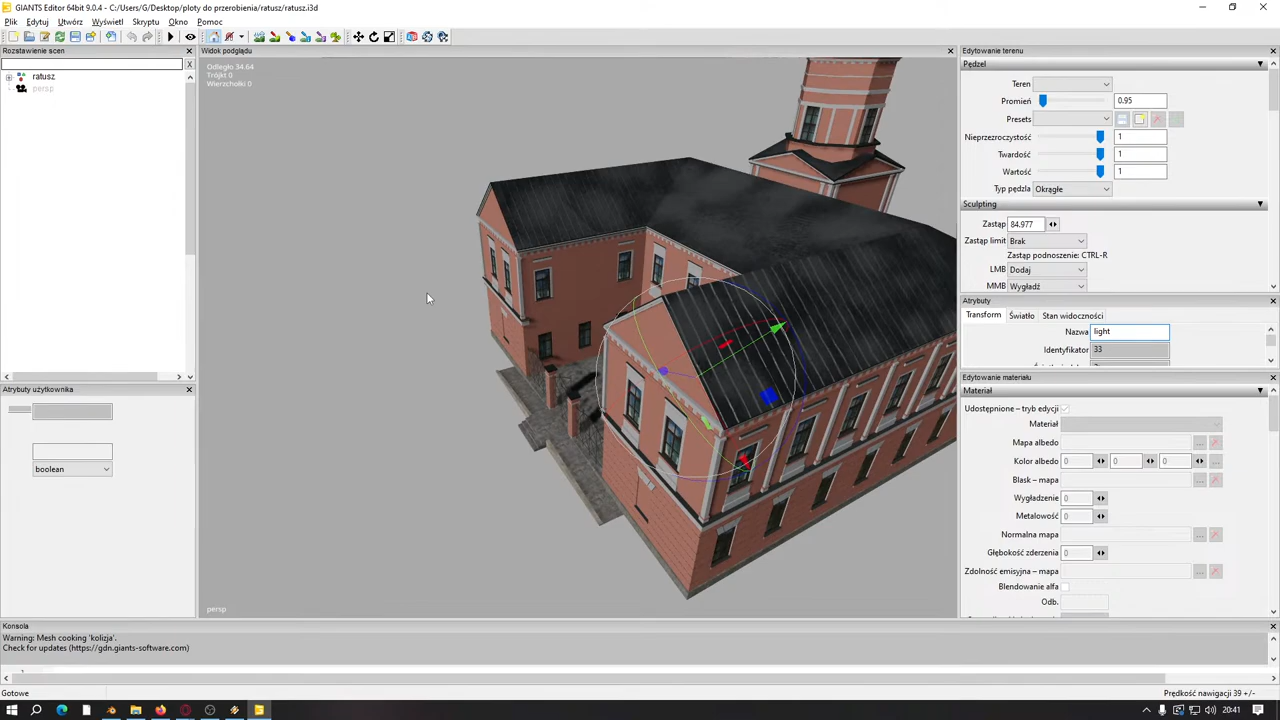 GIANTS Editor 64bit 9.0.4 - C:/Users/G/Desktop/ploty do przerobienia/ratusz/ratusz.i3d
Plik Edytuj Utwórz Wyświetl Skryptu Okno Pomoc
Rozstawienie scen
X
ratusz
persp
Atrybuty użytkownika
boolean
Widok podglądu
Odległo 34.64
Trójkt 0
Wierzchołki 0
persp
Edytowanie terenu
Pędzel
Teren
Promień 0.95
Presets
Nieprzezroczystość 1
Twardość 1
Wartość 1
Typ pędzla Okrągłe
Sculpting
Zastąp 84.977
Zastąp limit Brak
Zastąp podnoszenie: CTRL-R
LMB Dodaj
MMB Wygładź
Atrybuty
Transform Światło Stan widoczności
Nazwa light
Identyfikator 33
Edytowanie materiału
Materiał
Udostępnione – tryb edycji
Materiał
Mapa albedo
Kolor albedo 0 0 0
Blask – mapa
Wygładzenie 0
Metalowość 0
Normalna mapa
Głębokość zderzenia 0
Zdolność emisyjna – mapa
Blendowanie alfa
Odb.
Konsola
Warning: Mesh cooking 'kolizja'.
Check for updates (https://gdn.giants-software.com)
1
Gotowe
Prędkość nawigacji 39 +/-
20:41